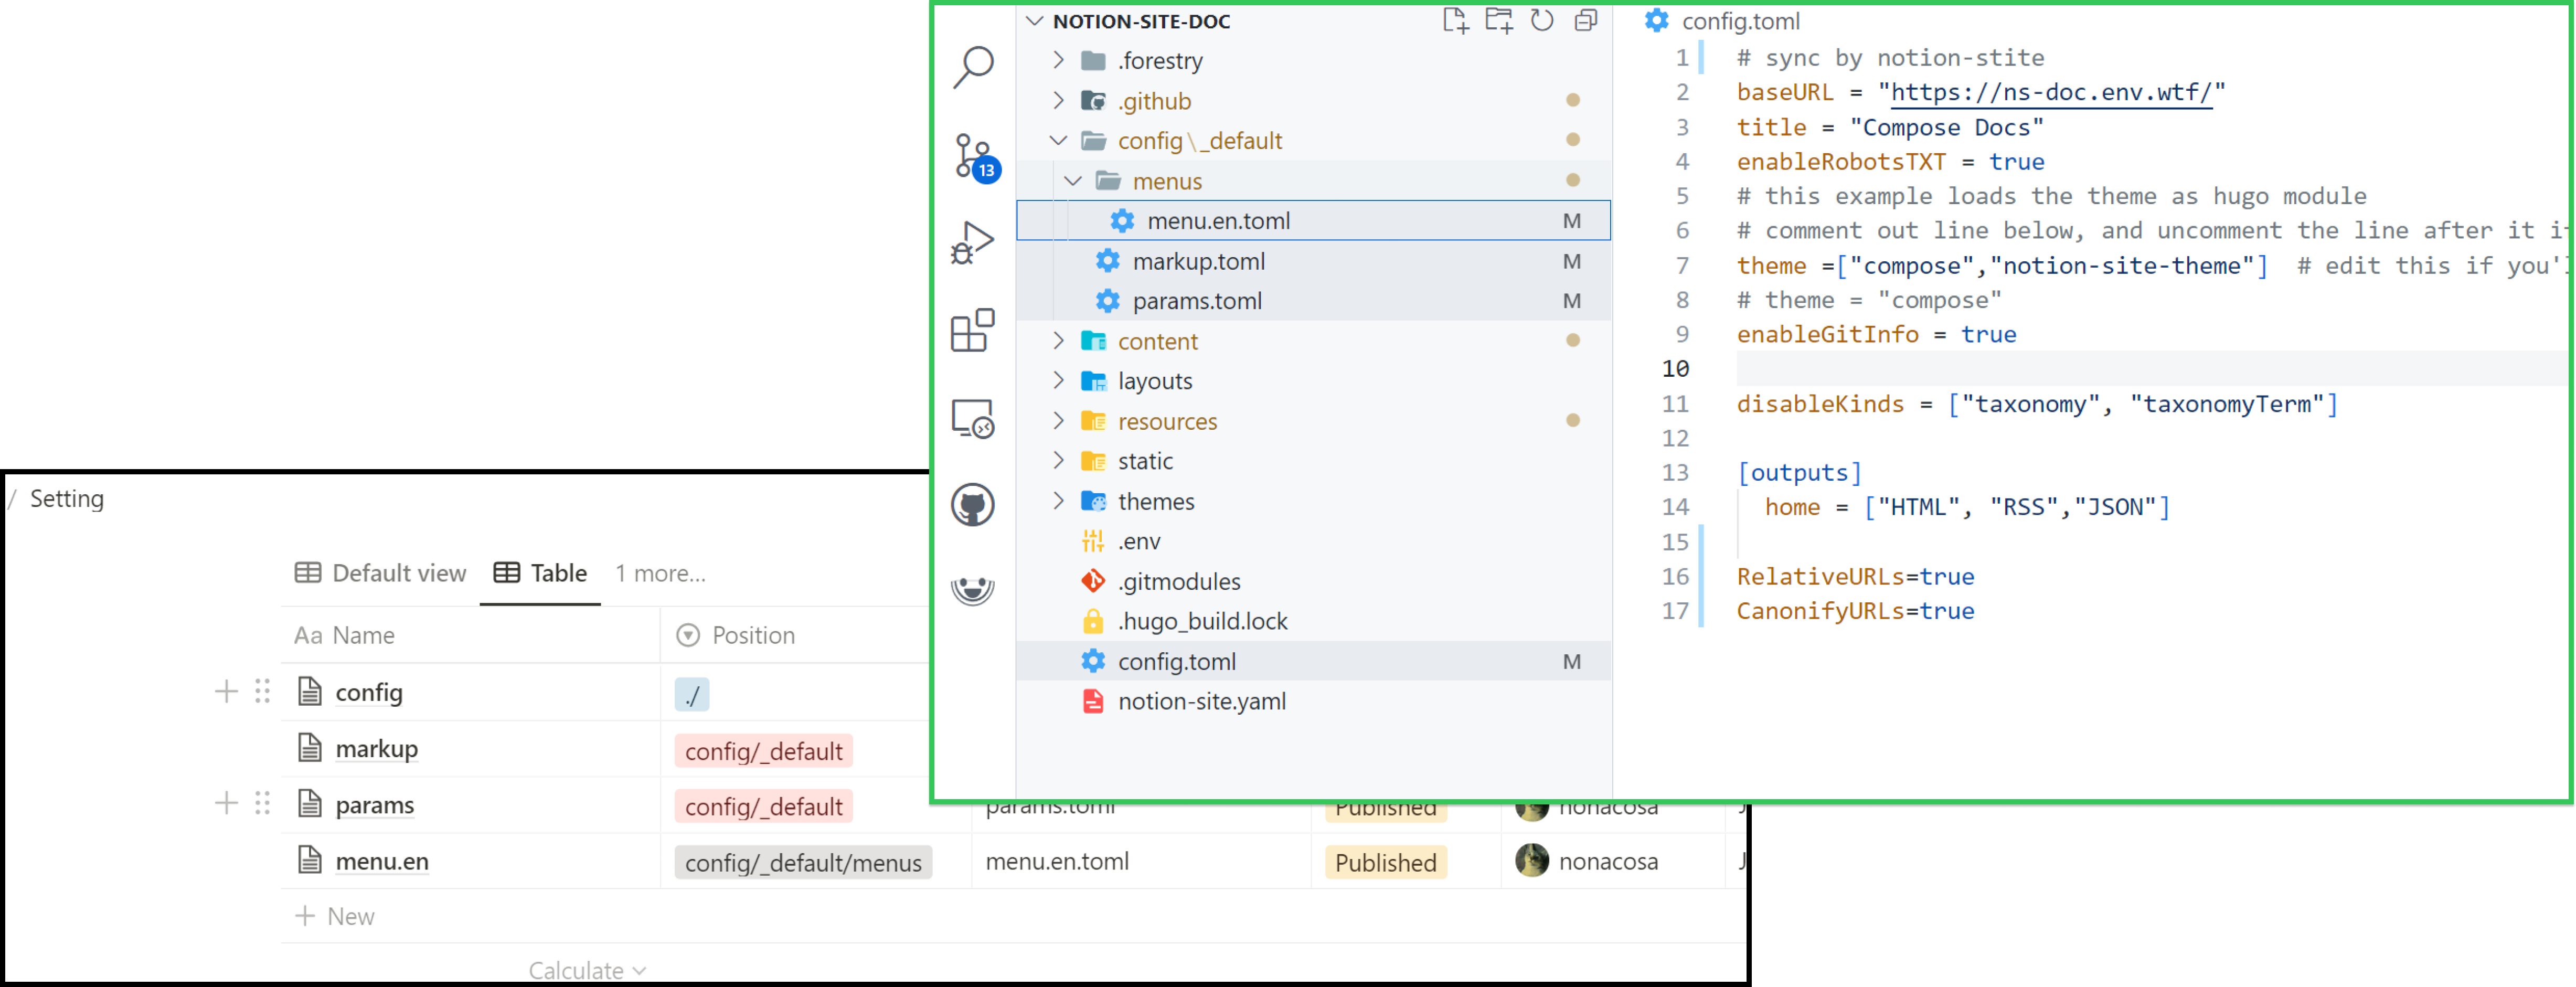 NOTION-SITE-DOC
.forestry
.github
config\_default
menus
menu.en.toml M
markup.toml M
params.toml M
content
layouts
resources
static
themes
.env
.gitmodules
.hugo_build.lock
config.toml M
notion-site.yaml
13
config.toml
1 # sync by notion-stite
2 baseURL = "https://ns-doc.env.wtf/"
3 title = "Compose Docs"
4 enableRobotsTXT = true
5 # this example loads the theme as hugo module
6 # comment out line below, and uncomment the line after it
7 theme =["compose","notion-site-theme"]  # edit this if
8 # theme = "compose"
9 enableGitInfo = true
10
11 disableKinds = ["taxonomy", "taxonomyTerm"]
12
13 [outputs]
14   home = ["HTML", "RSS","JSON"]
15
16 RelativeURLs=true
17 CanonifyURLs=true
/ Setting
Default view Table 1 more...
Aa Name Position
config ./
markup config/_default
params config/_default params.toml Published nonacosa
menu.en config/_default/menus menu.en.toml Published nonacosa
+ New
Calculate